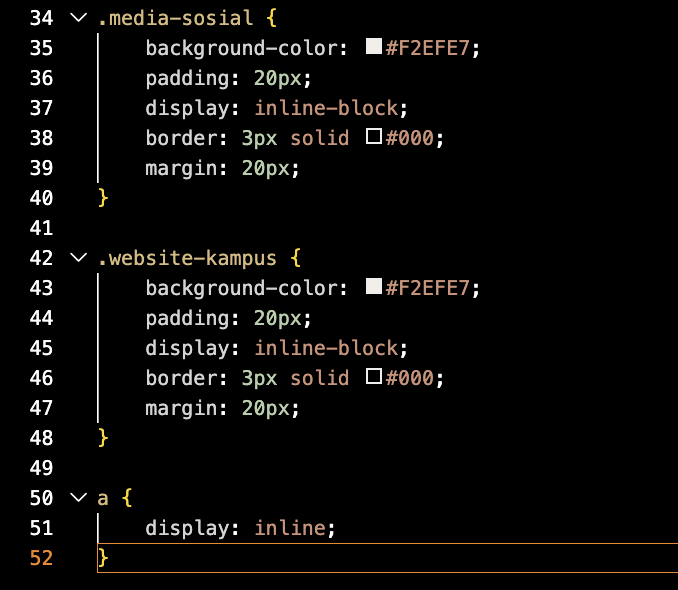 34 .media-sosial {
35 background-color: #F2EFE7;
36 padding: 20px;
37 display: inline-block;
38 border: 3px solid #000;
39 margin: 20px;
40 }
41
42 .website-kampus {
43 background-color: #F2EFE7;
44 padding: 20px;
45 display: inline-block;
46 border: 3px solid #000;
47 margin: 20px;
48 }
49
50 a {
51 display: inline;
52 }